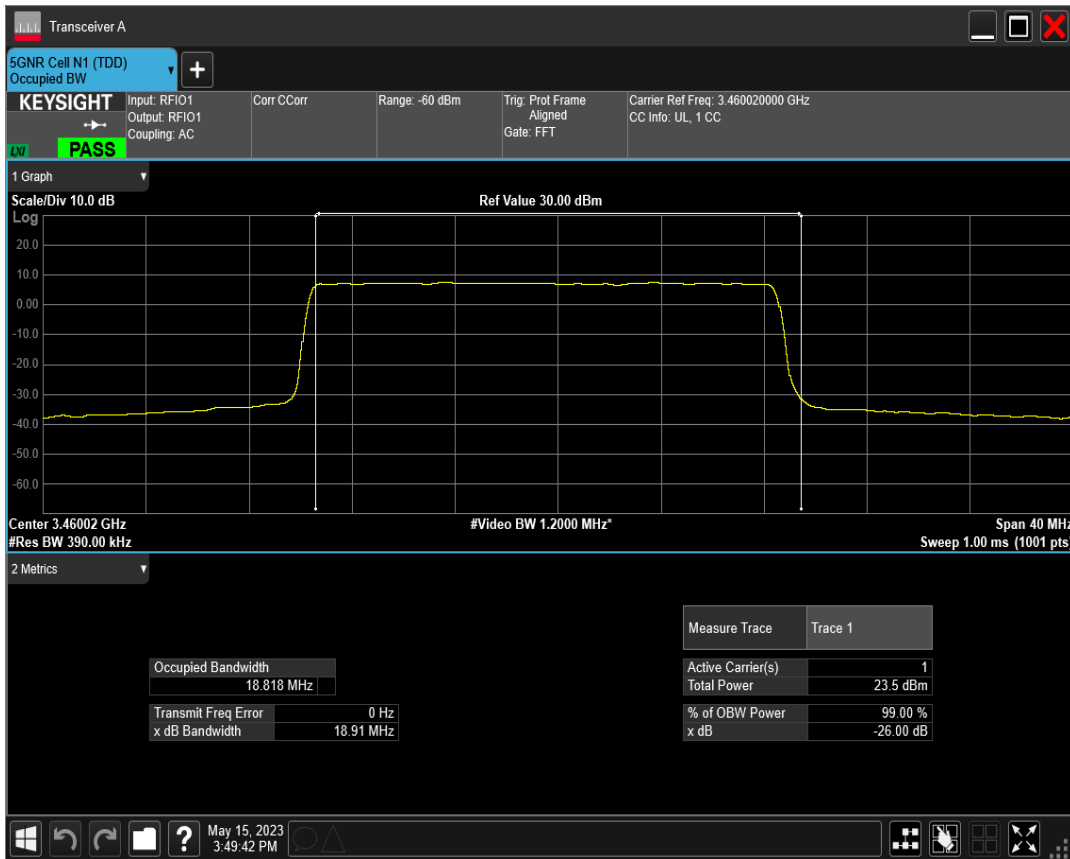 Transceiver A
5GNR Cell N1 (TDD)
Occupied BW
+
KEYSIGHT
LXI
PASS
Input: RFIO1
Output: RFIO1
Coupling: AC
Corr CCorr
Range: -60 dBm
Trig: Prot Frame
Aligned
Gate: FFT
Carrier Ref Freq: 3.460020000 GHz
CC Info: UL, 1 CC
1 Graph
Scale/Div 10.0 dB
Ref Value 30.00 dBm
Log
20.0
10.0
0.00
-10.0
-20.0
-30.0
-40.0
-50.0
-60.0
Center 3.46002 GHz
#Video BW 1.2000 MHz*
Span 40 MHz
#Res BW 390.00 kHz
Sweep 1.00 ms (1001 pts)
2 Metrics
Measure Trace Trace 1
Occupied Bandwidth
18.818 MHz
Active Carrier(s) 1
Total Power 23.5 dBm
Transmit Freq Error 0 Hz
x dB Bandwidth 18.91 MHz
% of OBW Power 99.00 %
x dB -26.00 dB
?
May 15, 2023
3:49:42 PM